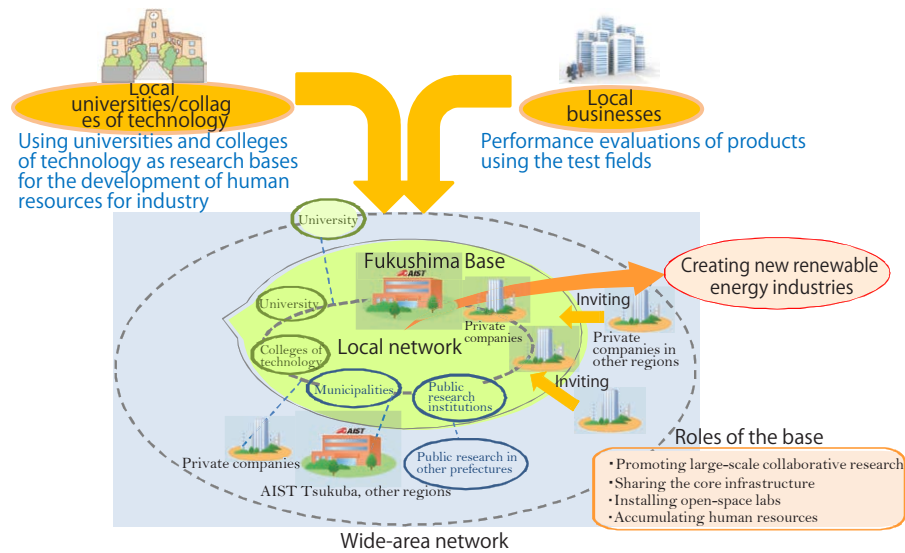 Local
universities/collag
es of technology
Using universities and colleges
of technology as research bases
for the development of human
resources for industry
Local
businesses
Performance evaluations of products
using the test fields
University
Fukushima Base
AIST
Creating new renewable
energy industries
University
Inviting
Private
companies
Private
companies in
other regions
Local network
Colleges of
technology
Inviting
Municipalities
Public
research
institutions
AIST
Private companies
Public research in
other prefectures
AIST Tsukuba, other regions
Roles of the base
・Promoting large-scale collaborative research
・Sharing the core infrastructure
・Installing open-space labs
・Accumulating human resources
Wide-area network